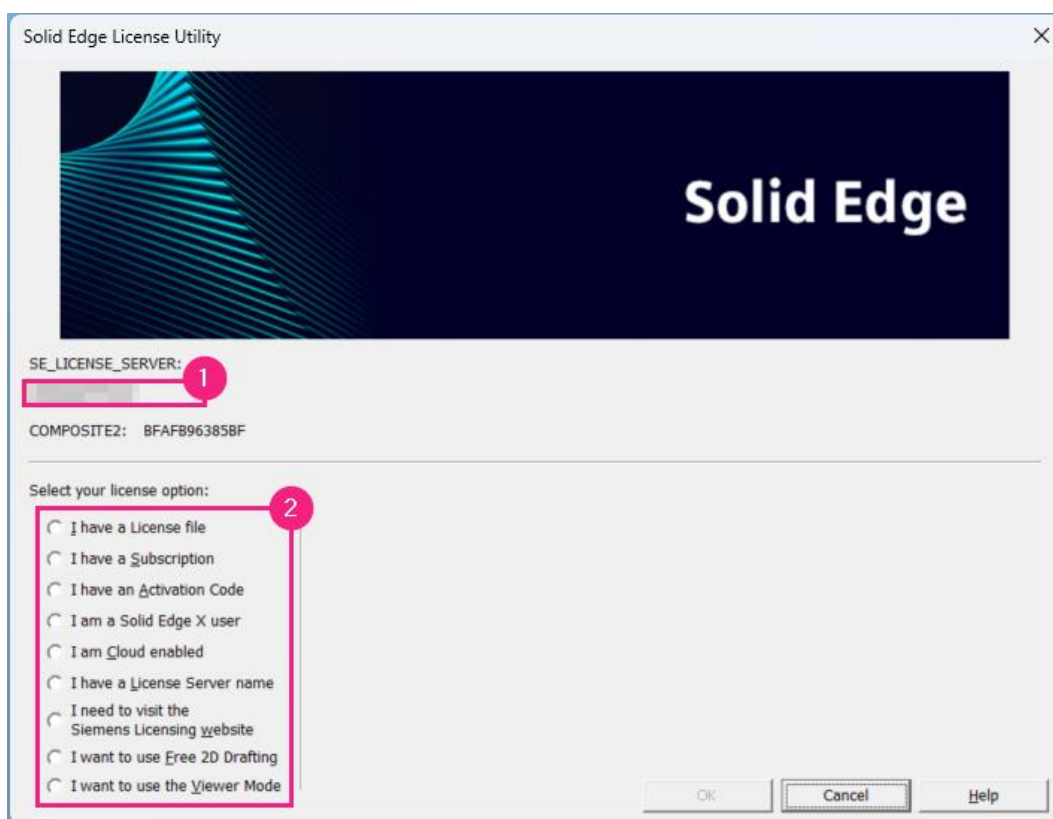 Solid Edge License Utility
Solid Edge
SE_LICENSE_SERVER:
1
COMPOSITE2: BFAFB96385BF
Select your license option:
2
I have a License file
I have a Subscription
I have an Activation Code
I am a Solid Edge X user
I am Cloud enabled
I have a License Server name
I need to visit the
Siemens Licensing website
I want to use Free 2D Drafting
I want to use the Viewer Mode
OK
Cancel
Help